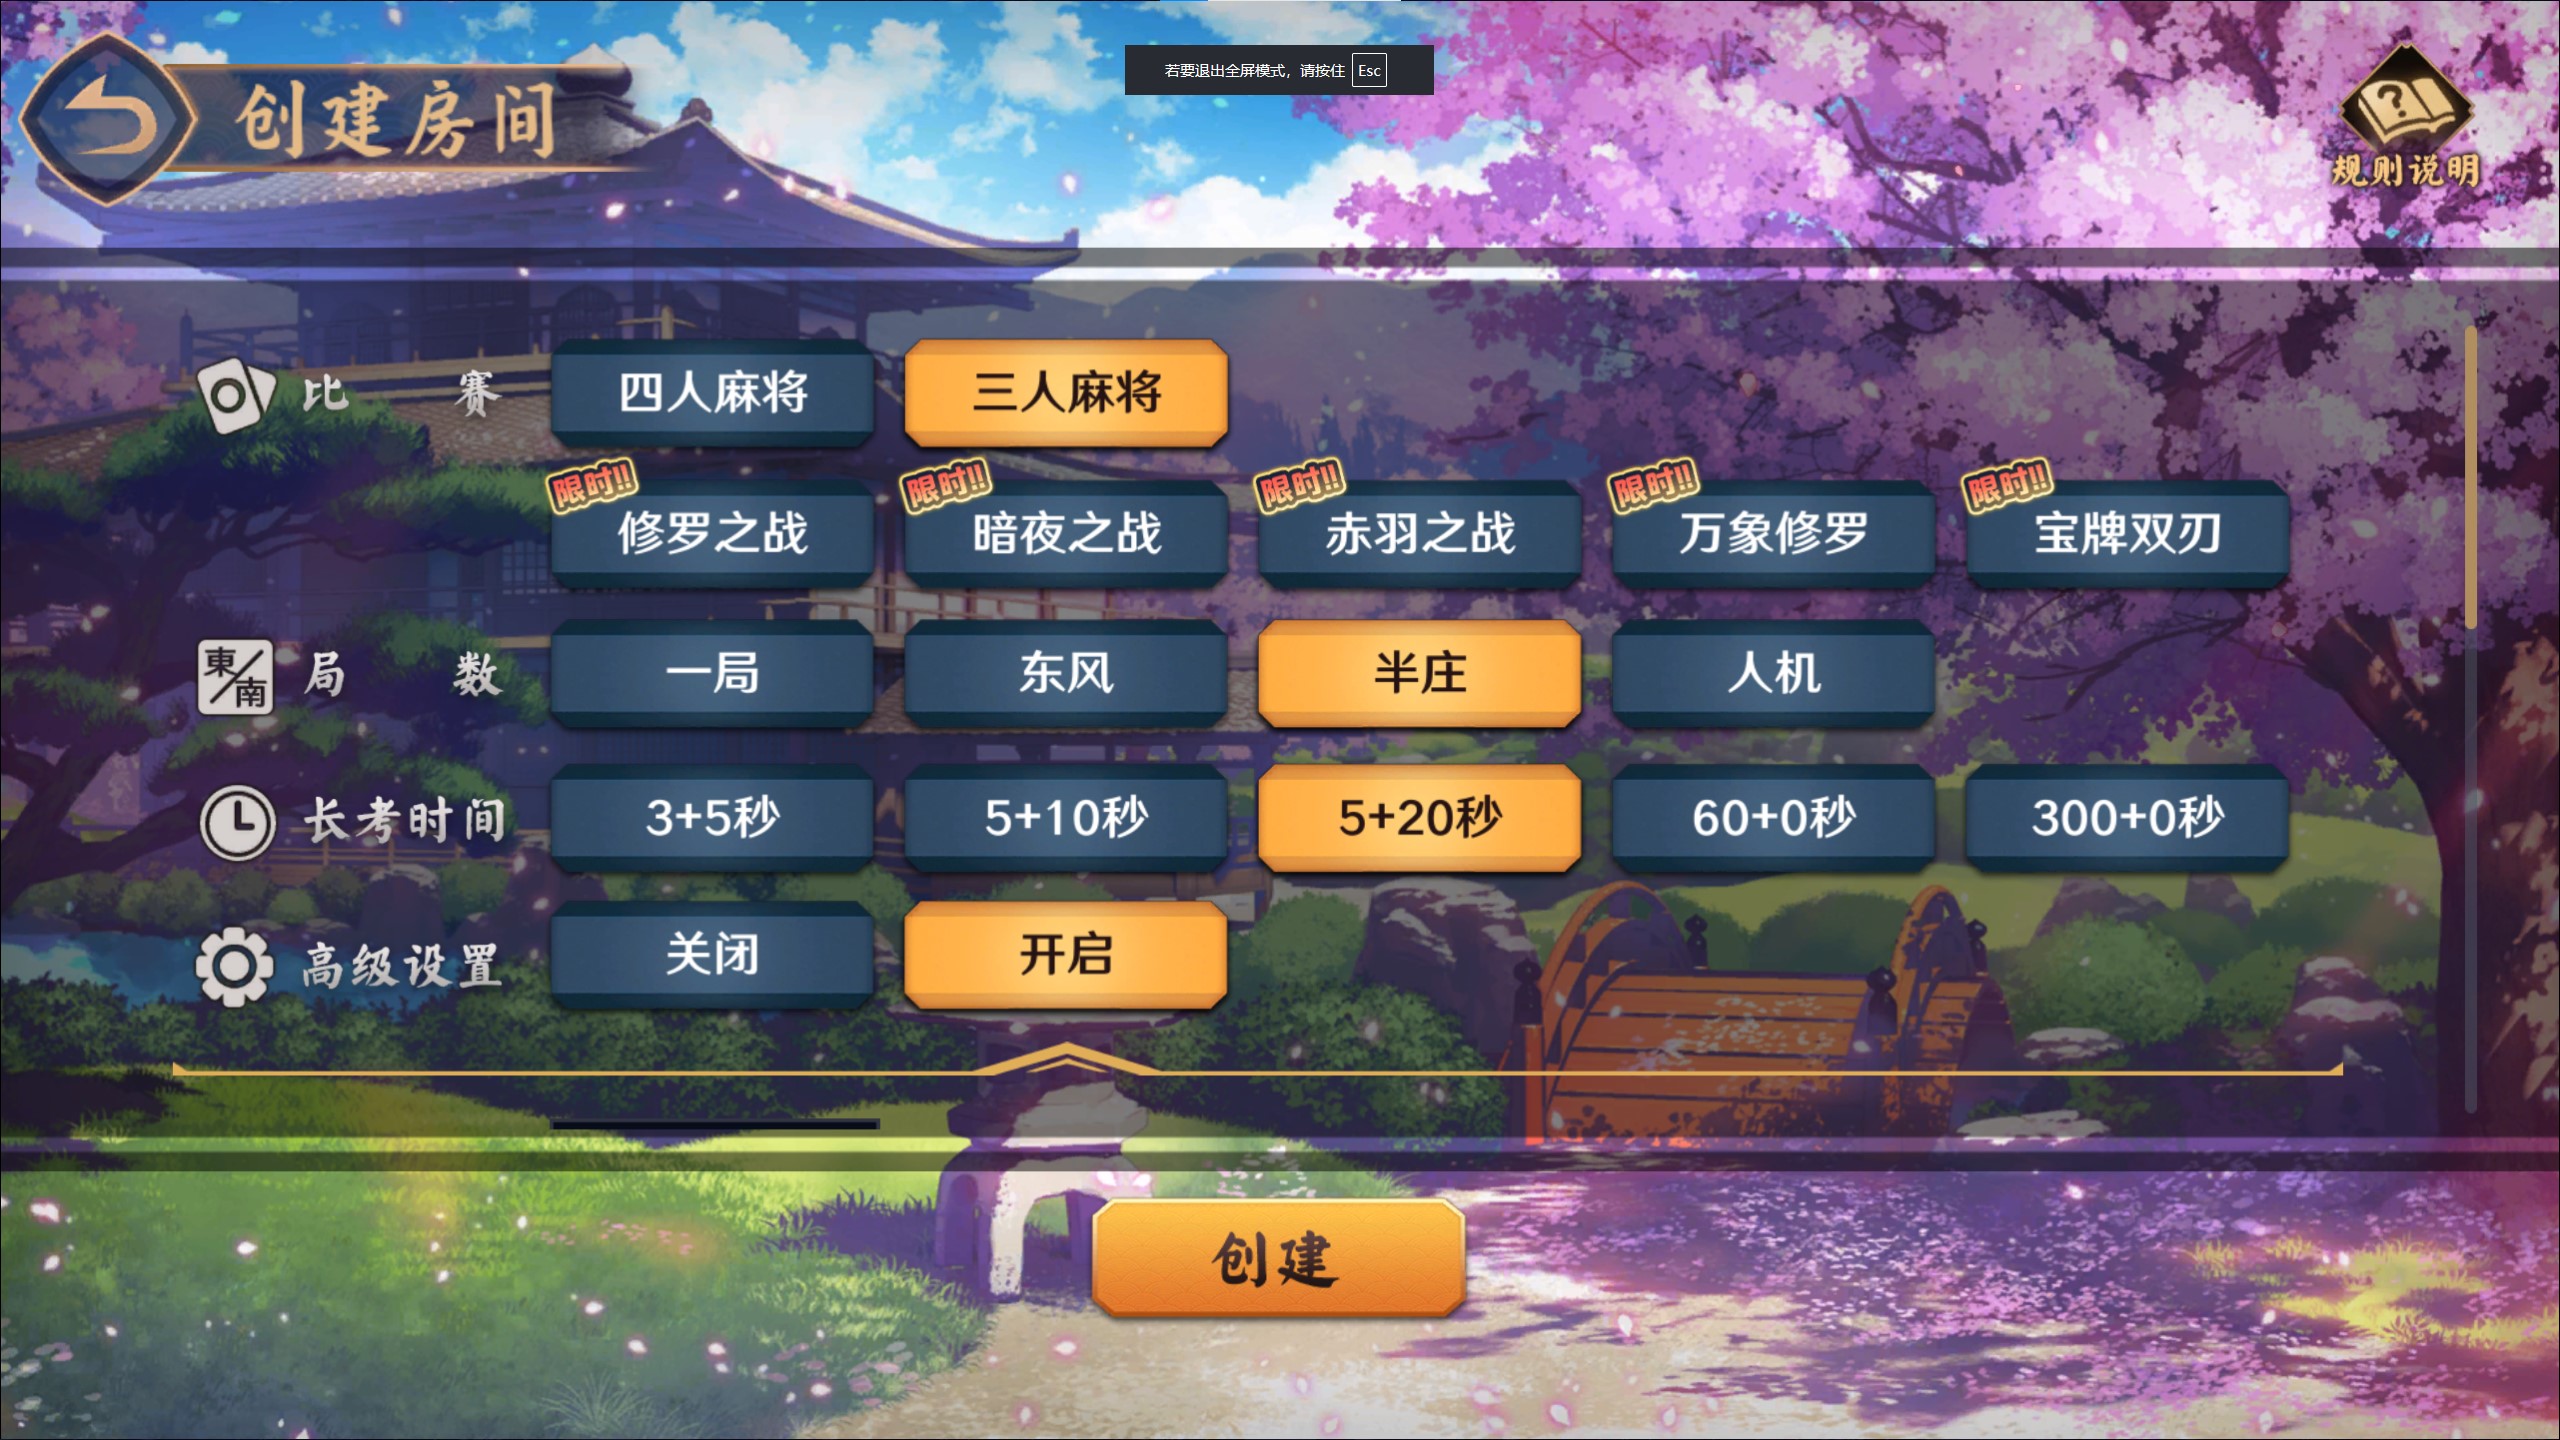 创建房间
若要退出全屏模式，请按住 Esc
规则说明
比赛 四人麻将 三人麻将
限时!! 限时!! 限时!! 限时!! 限时!!
修罗之战 暗夜之战 赤羽之战 万象修罗 宝牌双刃
東/南 局数 一局 东风 半庄 人机
长考时间 3+5秒 5+10秒 5+20秒 60+0秒 300+0秒
高级设置 关闭 开启
创建